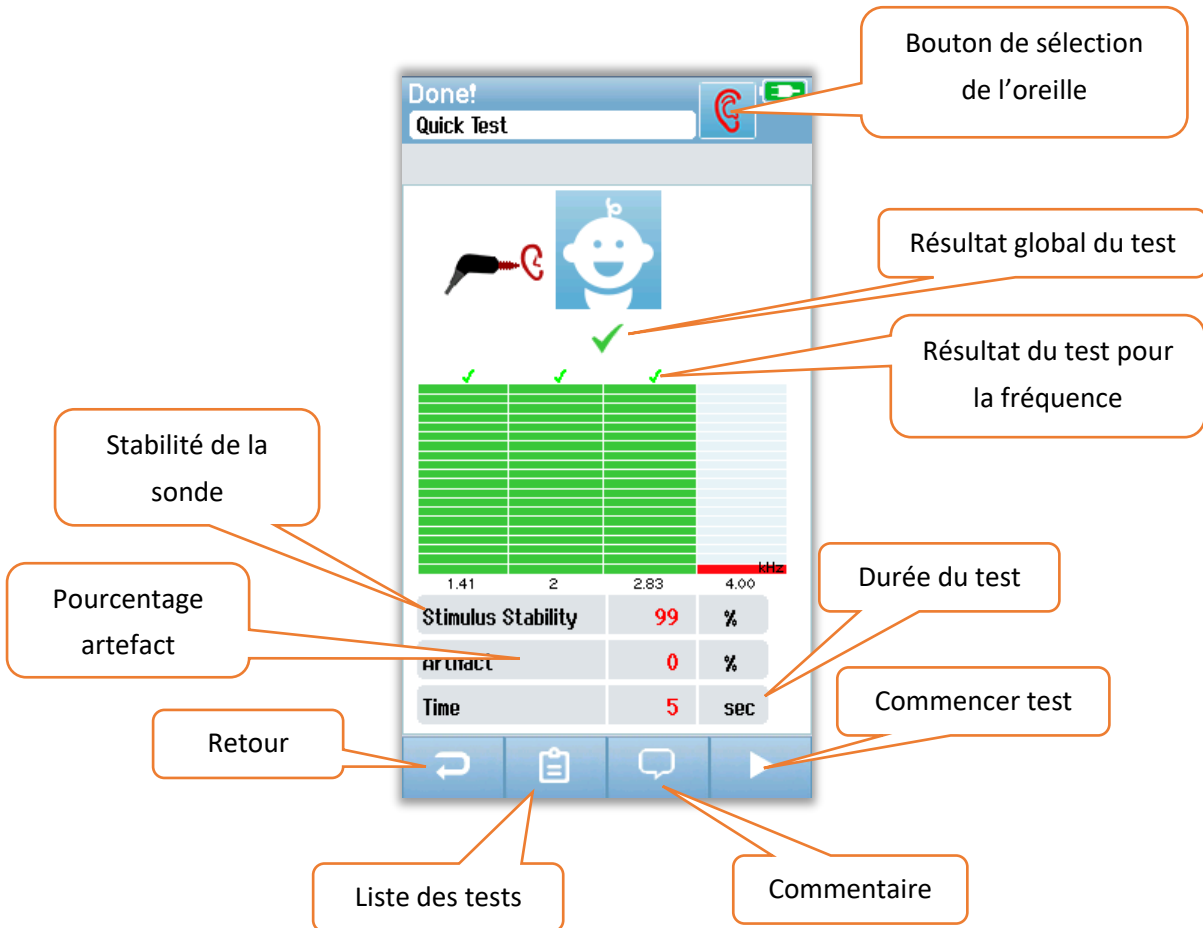 Bouton de sélection
de l’oreille
Done!
Quick Test
Résultat global du test
Résultat du test pour
la fréquence
Stabilité de la
sonde
kHz
1.41 2 2.83 4.00
Durée du test
Pourcentage
artefact
Stimulus Stability 99 %
Artifact 0 %
Time 5 sec
Commencer test
Retour
Liste des tests
Commentaire